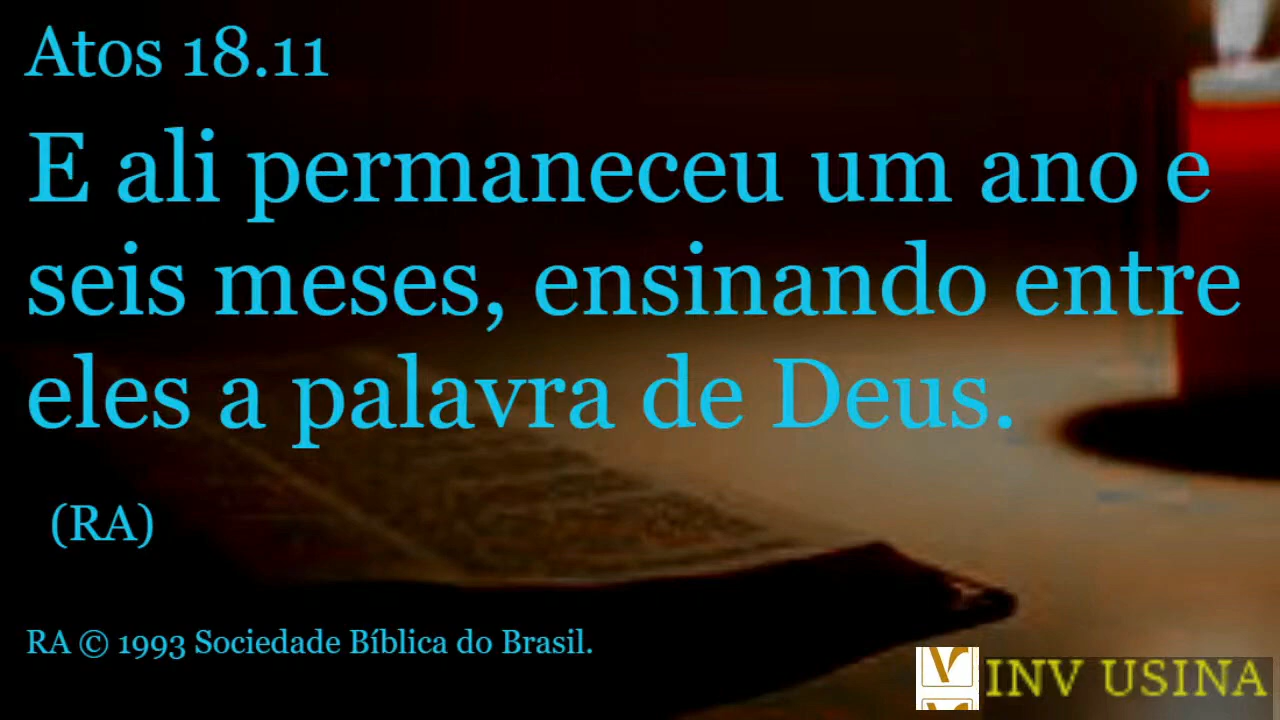 Atos 18.11
E ali permaneceu um ano e
seis meses, ensinando entre
eles a palavra de Deus.
(RA)
RA © 1993 Sociedade Bíblica do Brasil.
INV USINA